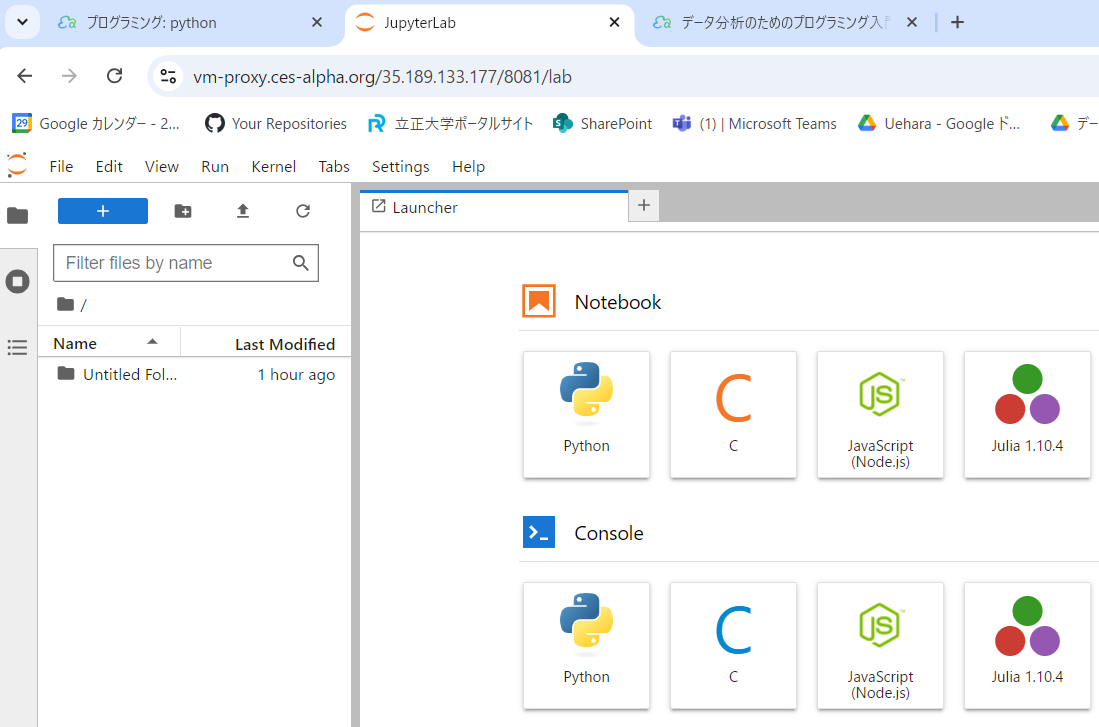 プログラミング: python
JupyterLab
データ分析のためのプログラミング入門
vm-proxy.ces-alpha.org/35.189.133.177/8081/lab
29
Google カレンダー - 2...
Your Repositories
立正大学ポータルサイト
SharePoint
(1) | Microsoft Teams
Uehara - Google ド...
デー
File Edit View Run Kernel Tabs Settings Help
Launcher
Filter files by name
/
Name Last Modified
Untitled Fol... 1 hour ago
Notebook
Python
C
JavaScript
(Node.js)
Julia 1.10.4
Console
Python
C
JavaScript
(Node.js)
Julia 1.10.4